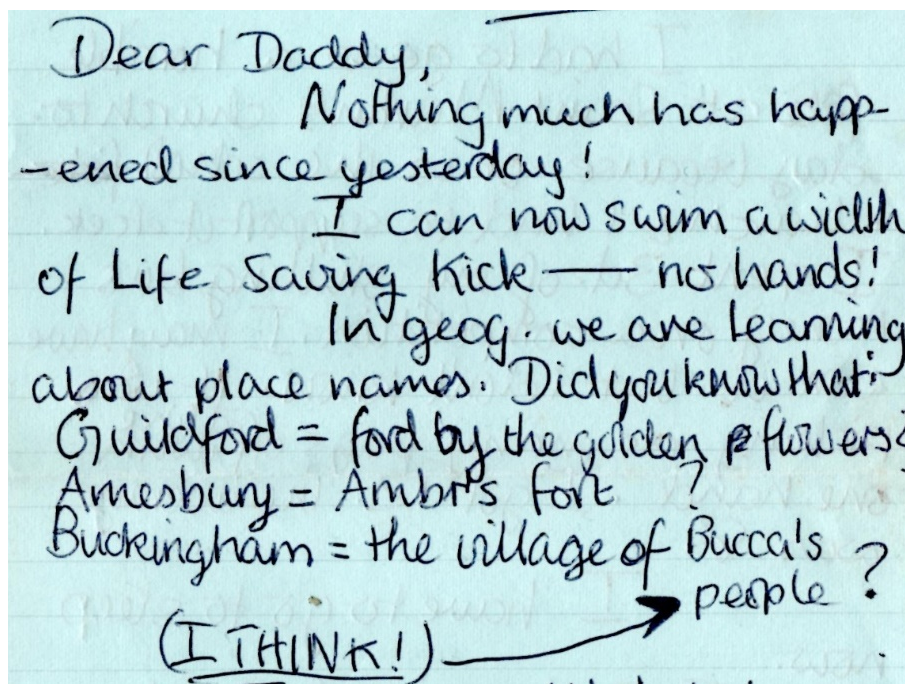 Dear Daddy,
Nothing much has happ-
-ened since yesterday!
I can now swim a width
of Life Saving Kick — no hands!
In geog. we are learning
about place names. Did you know that:
Guildford = ford by the golden flowers?
Amesbury = Ambr's fort ?
Buckingham = the village of Bucca's
people ?
(I THINK!)